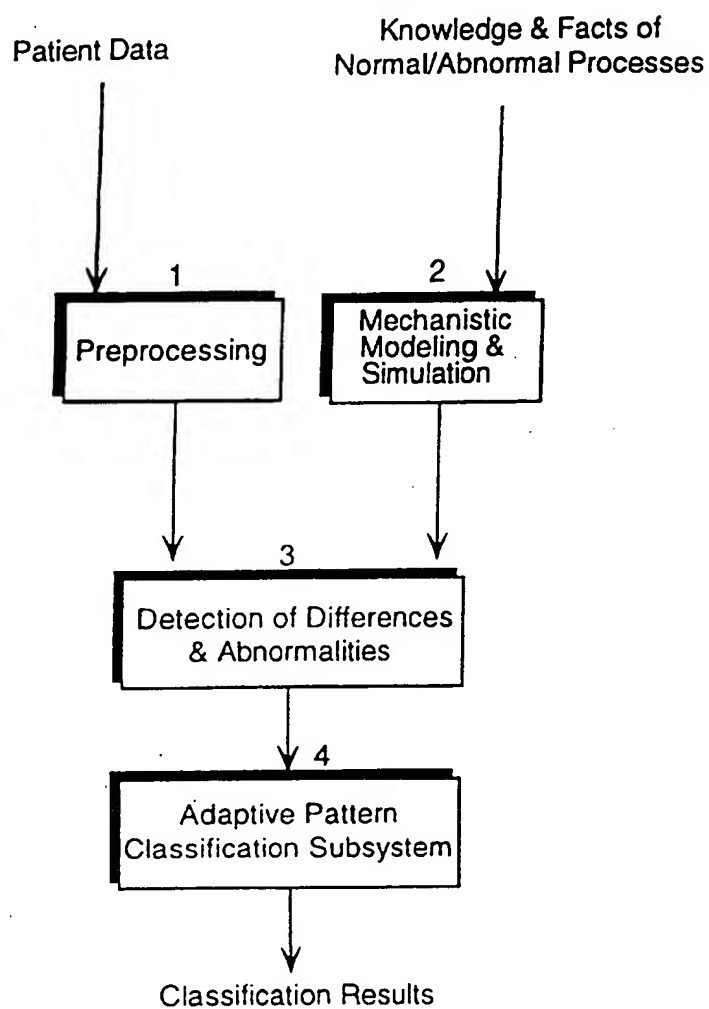 Patient Data
Knowledge & Facts of
Normal/Abnormal Processes
1
Preprocessing
2
Mechanistic
Modeling &
Simulation
3
Detection of Differences
& Abnormalities
4
Adaptive Pattern
Classification Subsystem
Classification Results